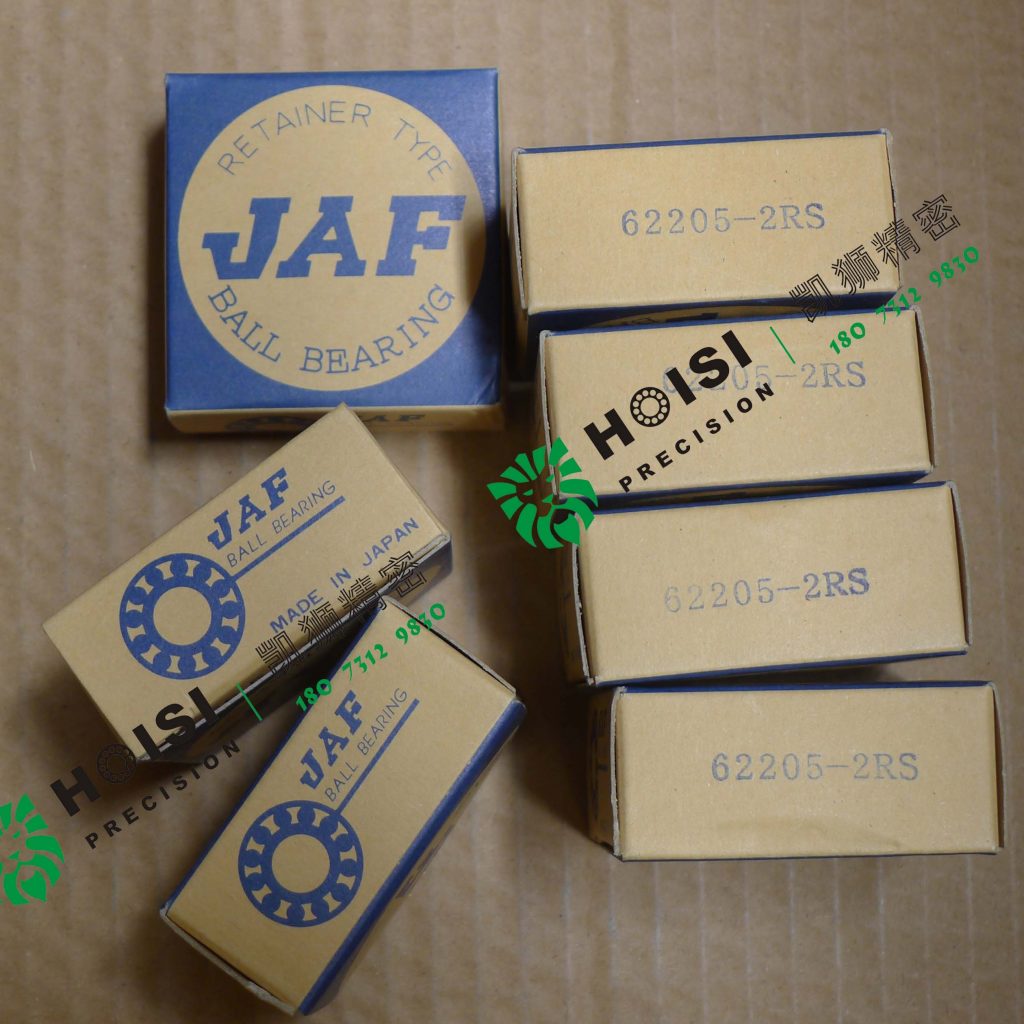 RETAINER TYPE
JAF
BALL BEARING
62205-2RS
62205-2RS
62205-2RS
62205-2RS
JAF
BALL BEARING
MADE IN JAPAN
JAF
BALL BEARING
HOISI
PRECISION
凯狮精密
180 7312 9830
HOISI
PRECISION
凯狮精密
180 7312 9830